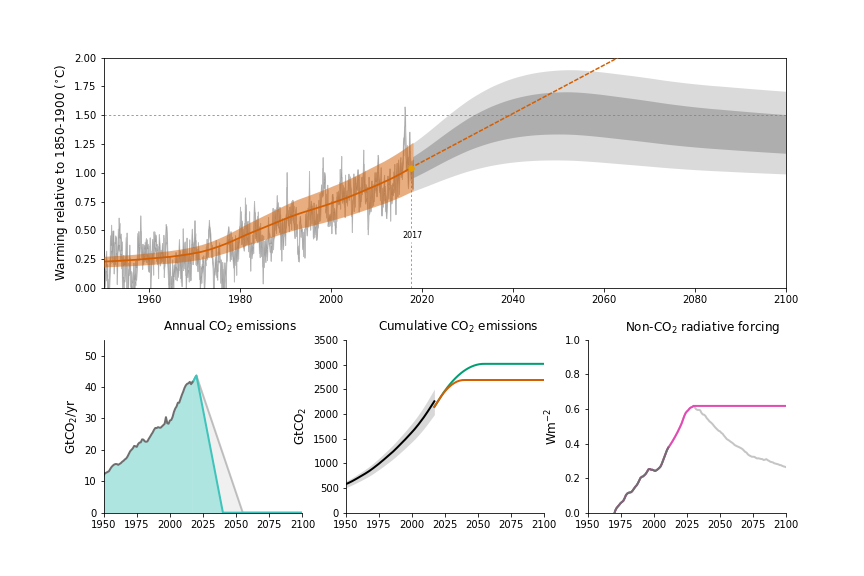 2.00
1.75
1.50
1.25
1.00
0.75
0.50
0.25
0.00
Warming relative to 1850-1900 (°C)
2017
1960 1980 2000 2020 2040 2060 2080 2100
Annual CO₂ emissions
50
40
30
20
10
0
GtCO₂/yr
1950 1975 2000 2025 2050 2075 2100
Cumulative CO₂ emissions
3500
3000
2500
2000
1500
1000
500
0
GtCO₂
1950 1975 2000 2025 2050 2075 2100
Non-CO₂ radiative forcing
1.0
0.8
0.6
0.4
0.2
0.0
Wm⁻²
1950 1975 2000 2025 2050 2075 2100